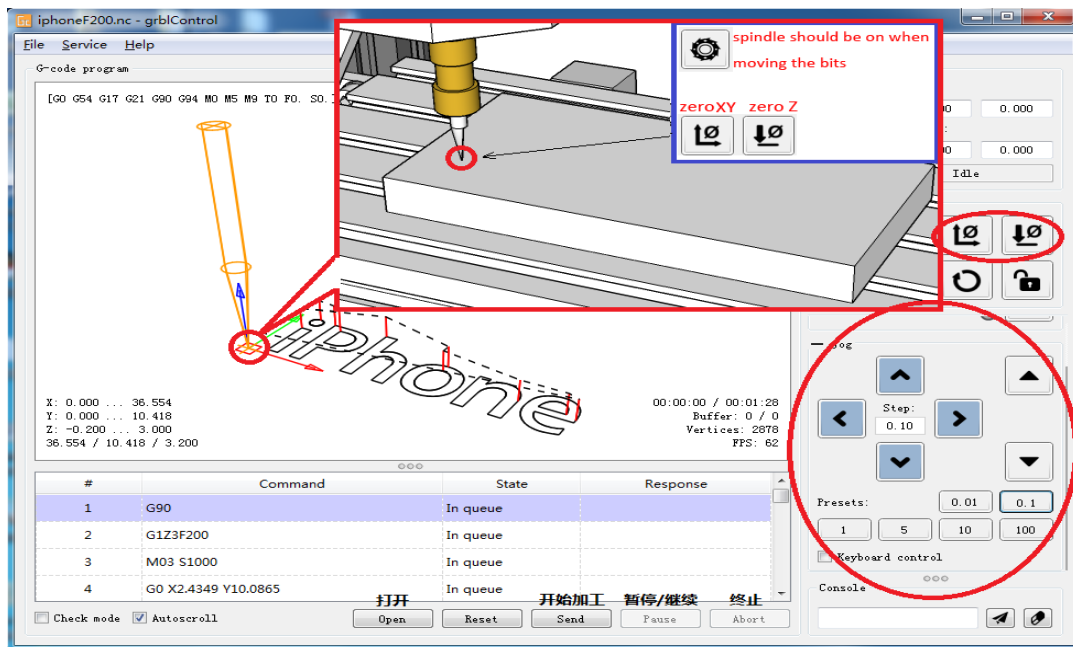 iphoneF200.nc - grblControl
File Service Help
G-code program
[G0 G54 G17 G21 G90 G94 M0 M5 M9 T0 F0. S0.
spindle should be on when
moving the bits
zeroXY zero Z
0.000
0.000
Idle
Jog
Step:
0.10
iPhone
X: 0.000 ... 36.554
Y: 0.000 ... 10.418
Z: -0.200 ... 3.000
36.554 / 10.418 / 3.200
00:00:00 / 00:01:28
Buffer: 0 / 0
Vertices: 2878
FPS: 62
Presets: 0.01 0.1
1 5 10 100
Keyboard control
# Command State Response
1 G90 In queue
2 G1Z3F200 In queue
3 M03 S1000 In queue
4 G0 X2.4349 Y10.0865 In queue
Console
打开 开始加工 暂停/继续 终止
Check mode Autoscroll Open Reset Send Pause Abort